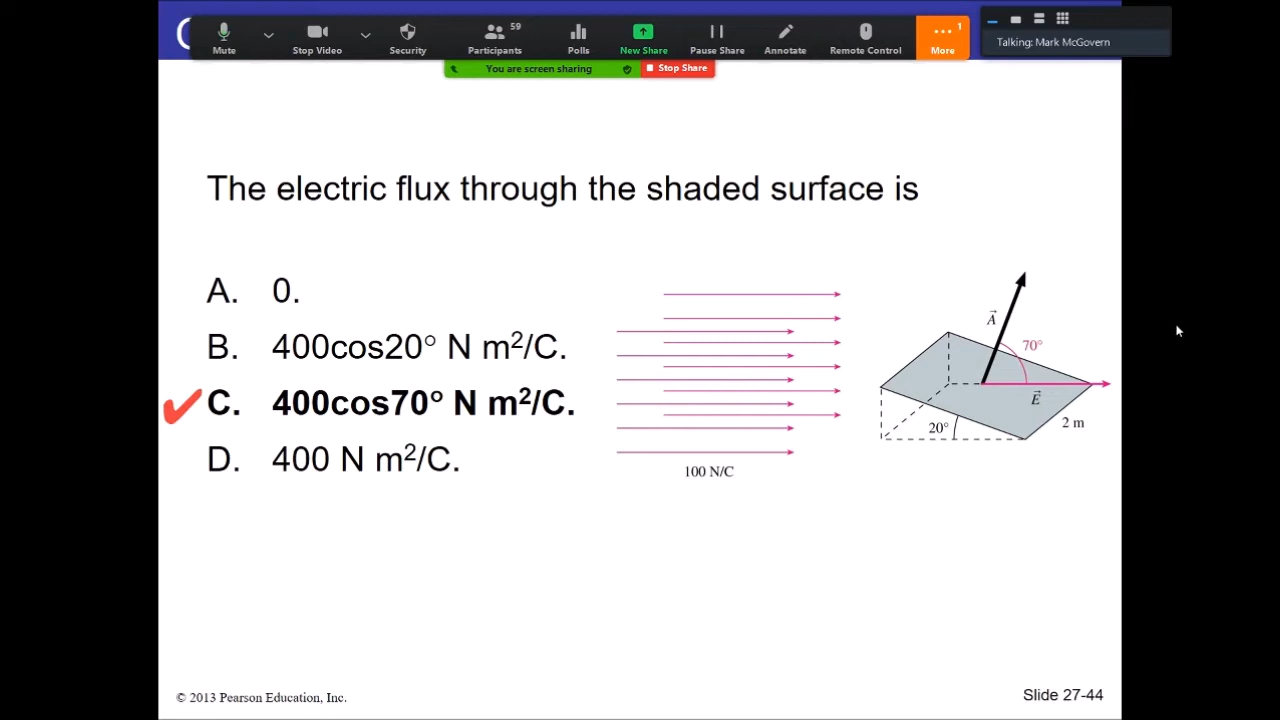 59
1
Mute
Stop Video
Security
Participants
Polls
New Share
Pause Share
Annotate
Remote Control
More
Talking: Mark McGovern
You are screen sharing
Stop Share
The electric flux through the shaded surface is
A. 0.
B. 400cos20° N m²/C.
C. 400cos70° N m²/C.
D. 400 N m²/C.
100 N/C
A⃗
70°
E⃗
2 m
20°
© 2013 Pearson Education, Inc.
Slide 27-44